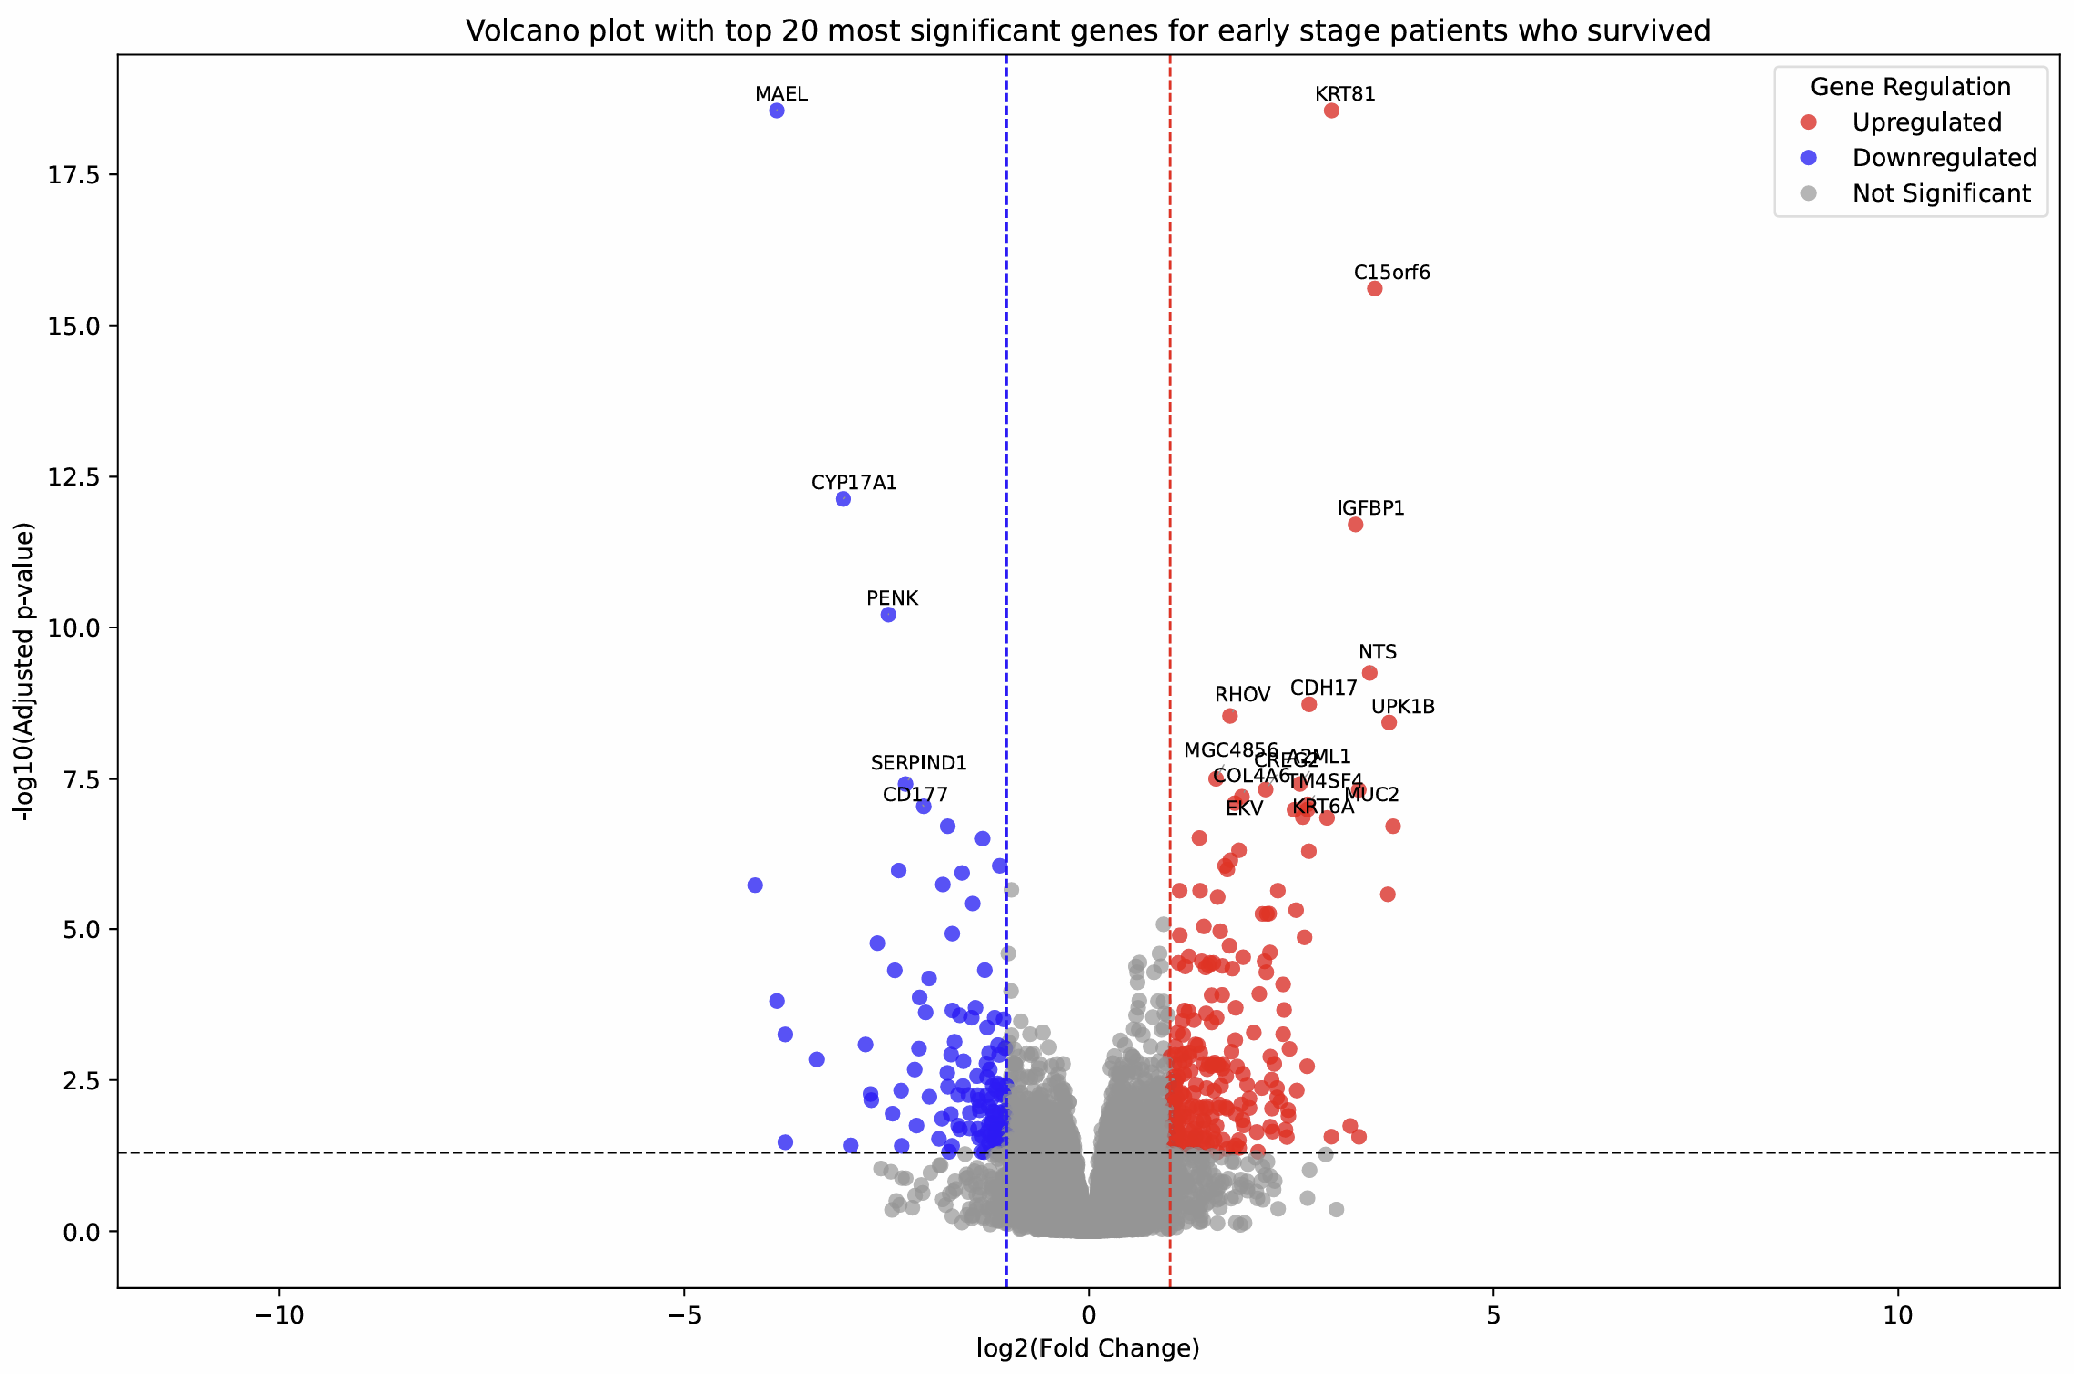 Volcano plot with top 20 most significant genes for early stage patients who survived
Gene Regulation
Upregulated
Downregulated
Not Significant
MAEL
KRT81
C15orf6
CYP17A1
IGFBP1
PENK
NTS
CDH17
RHOV
UPK1B
MGC4856
A2ML1
CREG2
SERPIND1
COL4A6
TM4SF4
CD177
MUC2
EKV
KRT6A
17.5
15.0
12.5
10.0
7.5
5.0
2.5
0.0
-log10(Adjusted p-value)
−10
−5
0
5
10
log2(Fold Change)